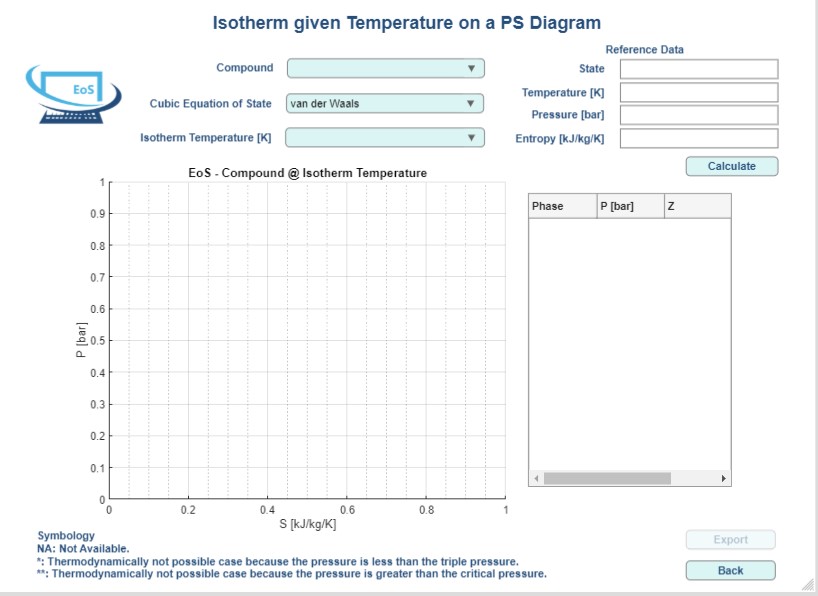 Isotherm given Temperature on a PS Diagram
Reference Data
Compound
State
EoS
Cubic Equation of State
van der Waals
Temperature [K]
Pressure [bar]
Isotherm Temperature [K]
Entropy [kJ/kg/K]
Calculate
EoS - Compound @ Isotherm Temperature
1
0.9
0.8
0.7
0.6
0.5
0.4
0.3
0.2
0.1
0
P [bar]
0 0.2 0.4 0.6 0.8 1
S [kJ/kg/K]
Phase P [bar] Z
Symbology
NA: Not Available.
*: Thermodynamically not possible case because the pressure is less than the triple pressure.
**: Thermodynamically not possible case because the pressure is greater than the critical pressure.
Export
Back